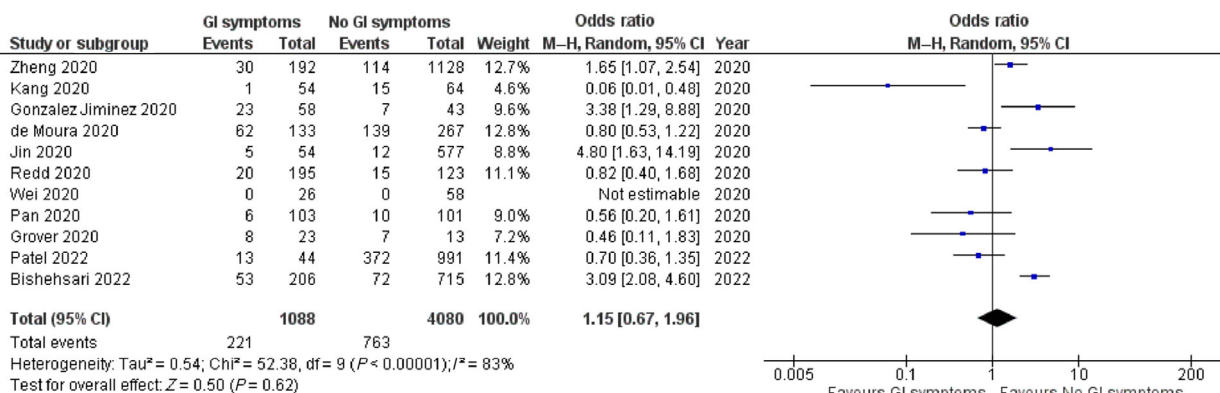 GI symptoms No GI symptoms Odds ratio Odds ratio
Study or subgroup Events Total Events Total Weight M–H, Random, 95% CI Year M–H, Random, 95% CI
Zheng 2020 30 192 114 1128 12.7% 1.65 [1.07, 2.54] 2020
Kang 2020 1 54 15 64 4.6% 0.06 [0.01, 0.48] 2020
Gonzalez Jiminez 2020 23 58 7 43 9.6% 3.38 [1.29, 8.88] 2020
de Moura 2020 62 133 139 267 12.8% 0.80 [0.53, 1.22] 2020
Jin 2020 5 54 12 577 8.8% 4.80 [1.63, 14.19] 2020
Redd 2020 20 195 15 123 11.1% 0.82 [0.40, 1.68] 2020
Wei 2020 0 26 0 58 Not estimable 2020
Pan 2020 6 103 10 101 9.0% 0.56 [0.20, 1.61] 2020
Grover 2020 8 23 7 13 7.2% 0.46 [0.11, 1.83] 2020
Patel 2022 13 44 372 991 11.4% 0.70 [0.36, 1.35] 2022
Bishehsari 2022 53 206 72 715 12.8% 3.09 [2.08, 4.60] 2022
Total (95% CI) 1088 4080 100.0% 1.15 [0.67, 1.96]
Total events 221 763
Heterogeneity: Tau² = 0.54; Chi² = 52.38, df = 9 (P < 0.00001); I² = 83%
Test for overall effect: Z = 0.50 (P = 0.62)
0.005 0.1 1 10 200
Favours GI symptoms Favours No GI symptoms